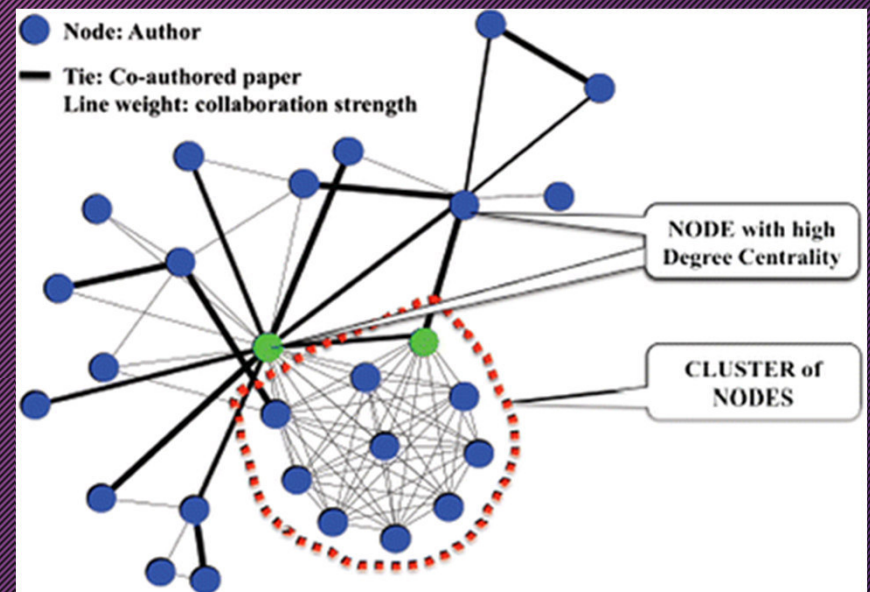 Node: Author
Tie: Co-authored paper
Line weight: collaboration strength
NODE with high
Degree Centrality
CLUSTER of
NODES